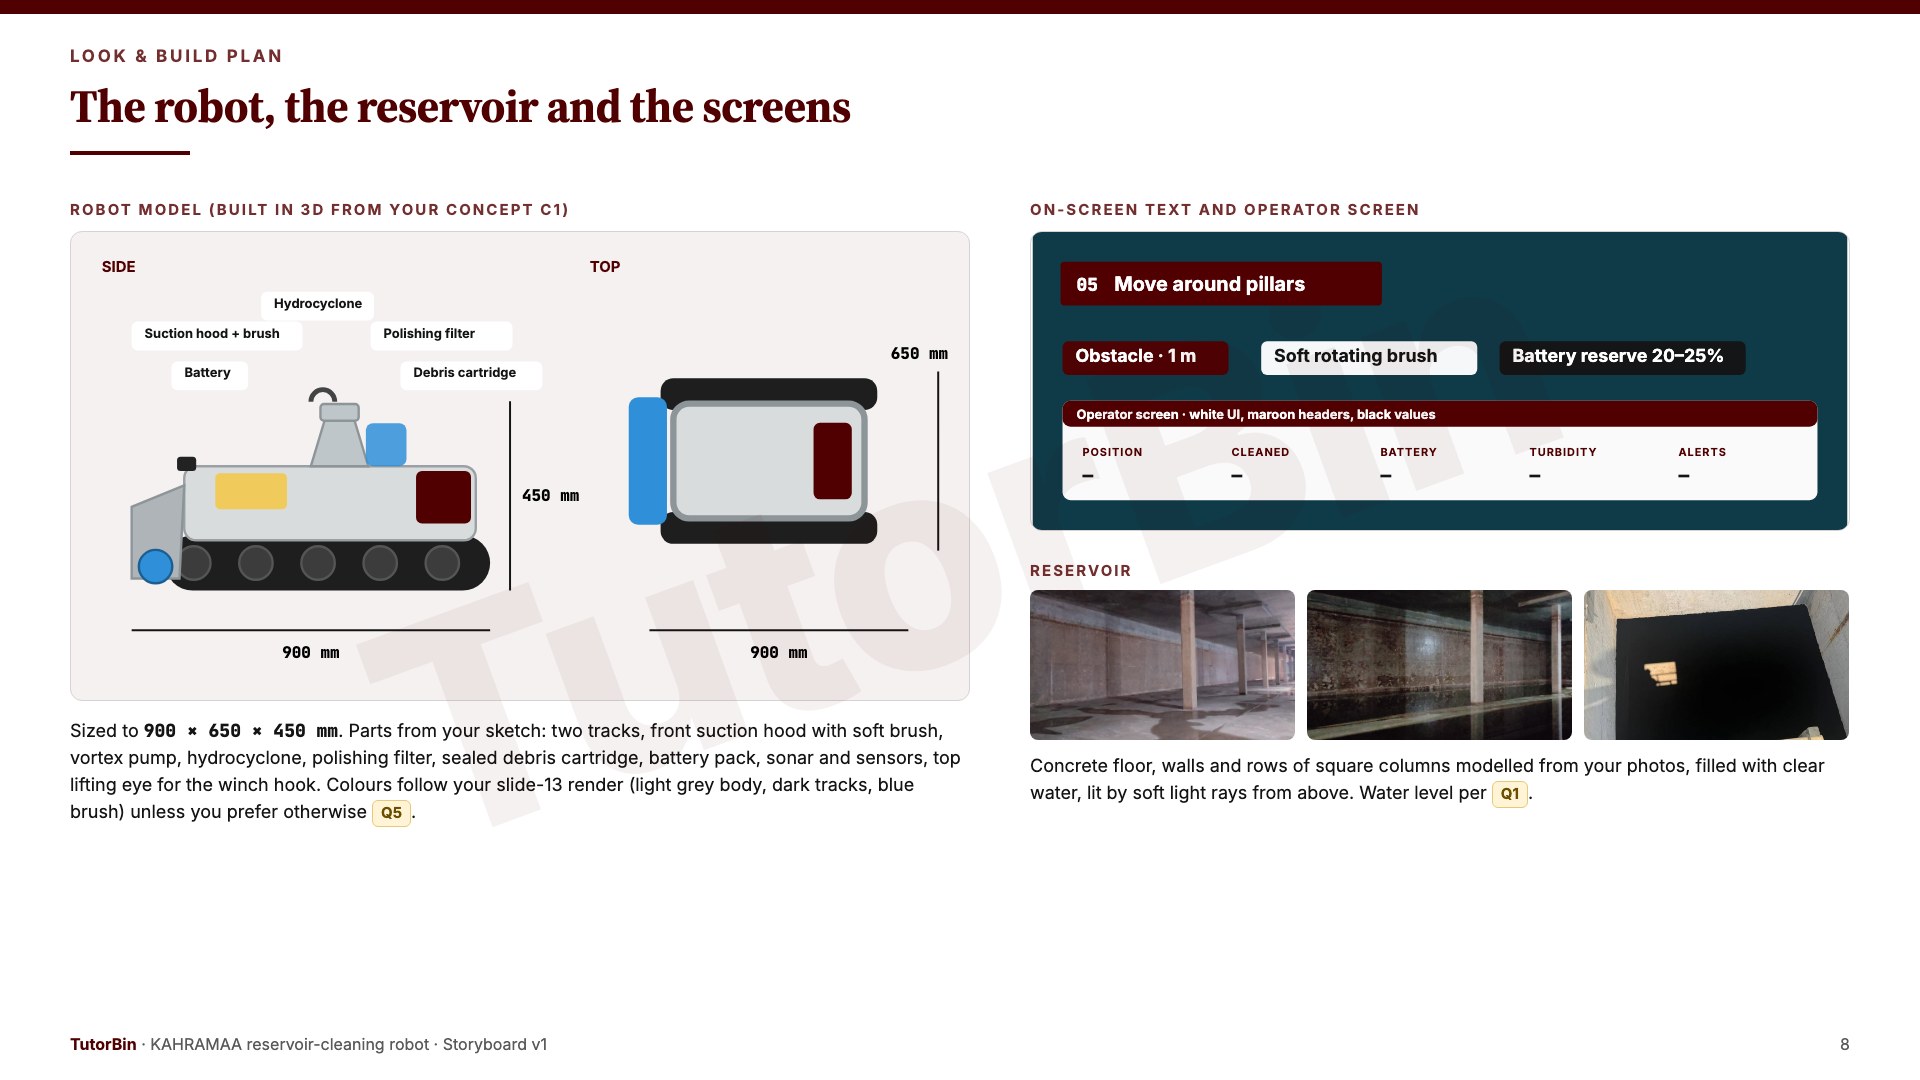 LOOK & BUILD PLAN
The robot, the reservoir and the screens
ROBOT MODEL (BUILT IN 3D FROM YOUR CONCEPT C1)
SIDE
TOP
Hydrocyclone
Suction hood + brush
Polishing filter
Battery
Debris cartridge
650 mm
450 mm
900 mm
900 mm
Sized to 900 × 650 × 450 mm. Parts from your sketch: two tracks, front suction hood with soft brush,
vortex pump, hydrocyclone, polishing filter, sealed debris cartridge, battery pack, sonar and sensors, top
lifting eye for the winch hook. Colours follow your slide-13 render (light grey body, dark tracks, blue
brush) unless you prefer otherwise Q5.
ON-SCREEN TEXT AND OPERATOR SCREEN
05 Move around pillars
Obstacle · 1 m
Soft rotating brush
Battery reserve 20–25%
Operator screen · white UI, maroon headers, black values
POSITION CLEANED BATTERY TURBIDITY ALERTS
– – – – –
RESERVOIR
Concrete floor, walls and rows of square columns modelled from your photos, filled with clear
water, lit by soft light rays from above. Water level per Q1.
TutorBin
TutorBin · KAHRAMAA reservoir-cleaning robot · Storyboard v1
8